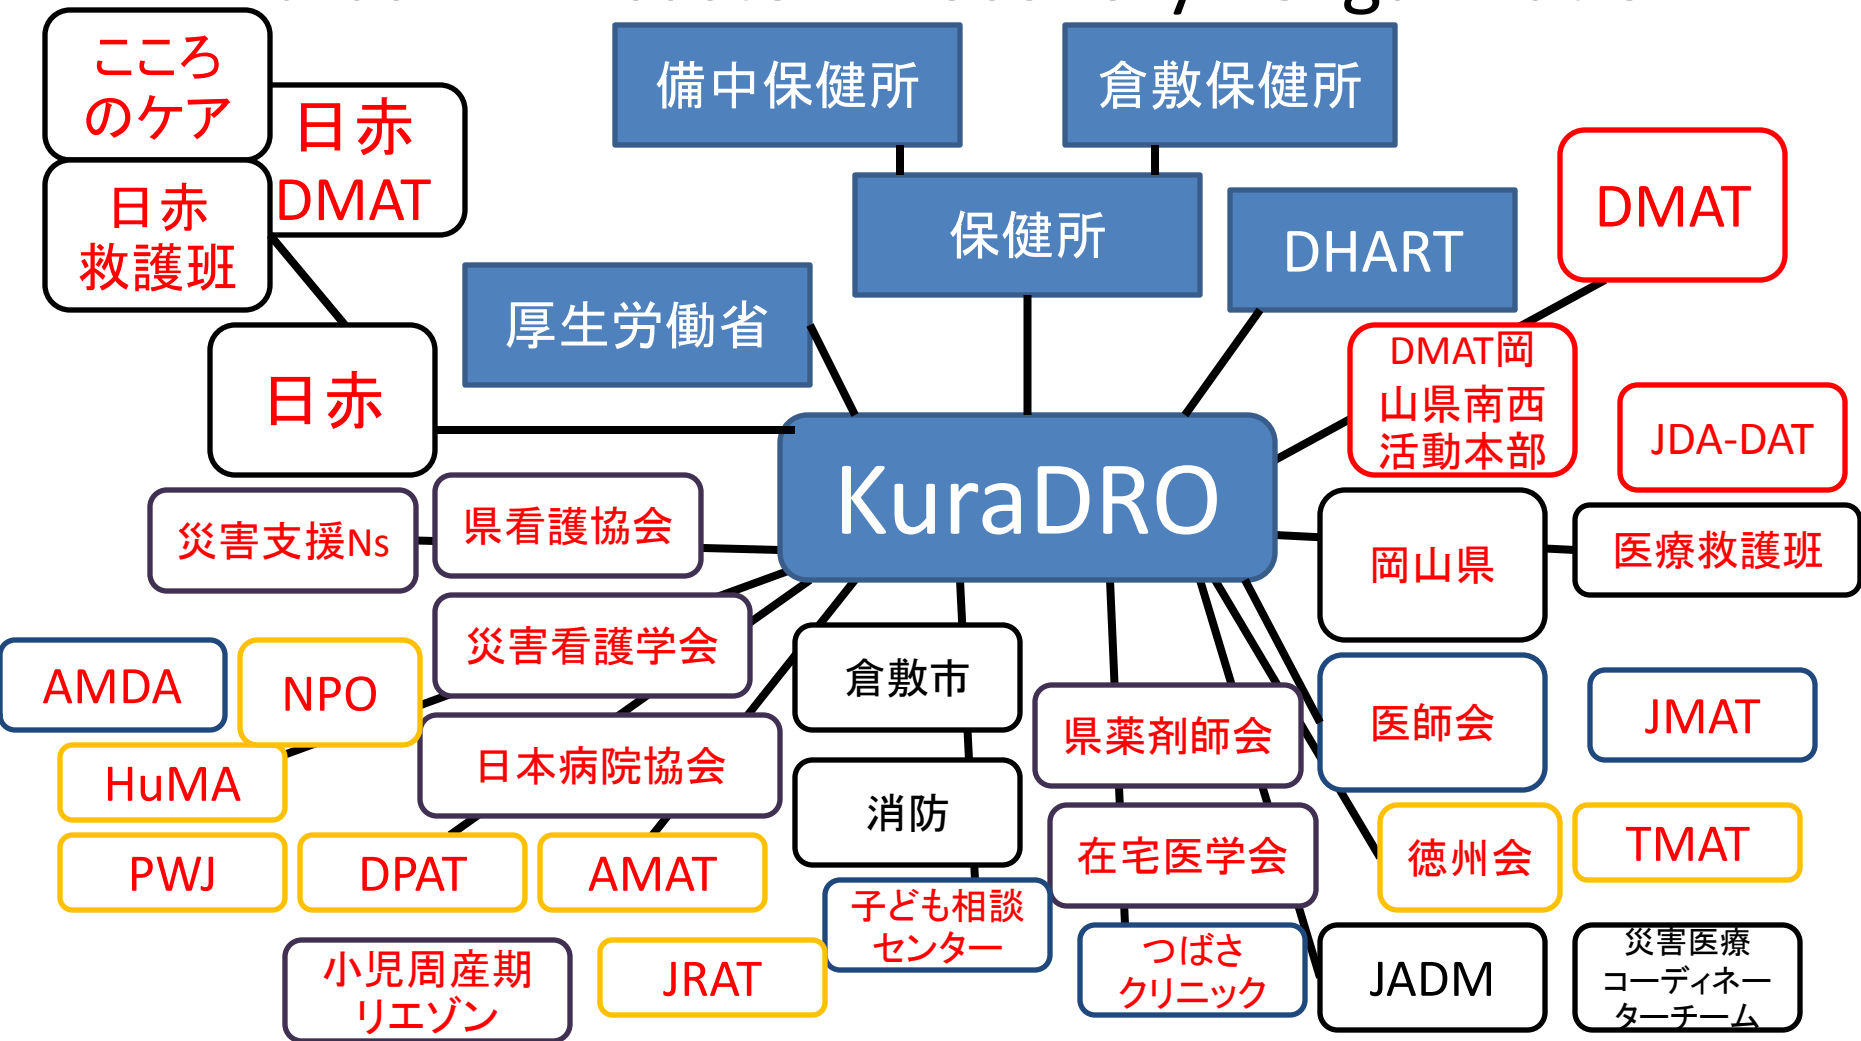 こころ
のケア
日赤
DMAT
日赤
救護班
日赤
備中保健所
倉敷保健所
保健所
DHART
厚生労働省
DMAT
DMAT岡
山県南西
活動本部
JDA-DAT
KuraDRO
災害支援Ns
県看護協会
岡山県
医療救護班
災害看護学会
AMDA
NPO
倉敷市
県薬剤師会
医師会
JMAT
HuMA
日本病院協会
消防
PWJ
DPAT
AMAT
在宅医学会
徳州会
TMAT
子ども相談
センター
小児周産期
リエゾン
JRAT
つばさ
クリニック
JADM
災害医療
コーディネー
ターチーム